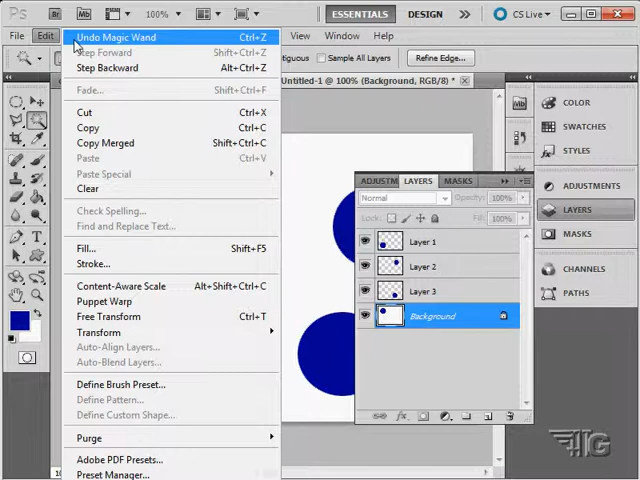 Ps Br Mb 100% ESSENTIALS DESIGN CS Live
File Edit View Window Help
Undo Magic Wand Ctrl+Z
Step Forward Shift+Ctrl+Z
Step Backward Alt+Ctrl+Z
Fade... Shift+Ctrl+F
Cut Ctrl+X
Copy Ctrl+C
Copy Merged Shift+Ctrl+C
Paste Ctrl+V
Paste Special
Clear
Check Spelling...
Find and Replace Text...
Fill... Shift+F5
Stroke...
Content-Aware Scale Alt+Shift+Ctrl+C
Puppet Warp
Free Transform Ctrl+T
Transform
Auto-Align Layers...
Auto-Blend Layers...
Define Brush Preset...
Define Pattern...
Define Custom Shape...
Purge
Adobe PDF Presets...
Preset Manager...
Sample All Layers Refine Edge...
Untitled-1 @ 100% (Background, RGB/8) *
ADJUSTM LAYERS MASKS
Normal Opacity: 100%
Lock: Fill: 100%
Layer 1
Layer 2
Layer 3
Background
Mb COLOR
SWATCHES
STYLES
ADJUSTMENTS
LAYERS
MASKS
CHANNELS
PATHS